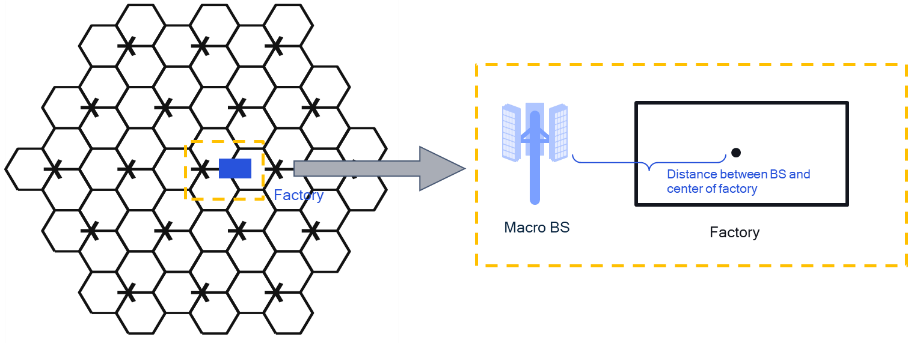 Factory
Distance between BS and
center of factory
Macro BS
Factory